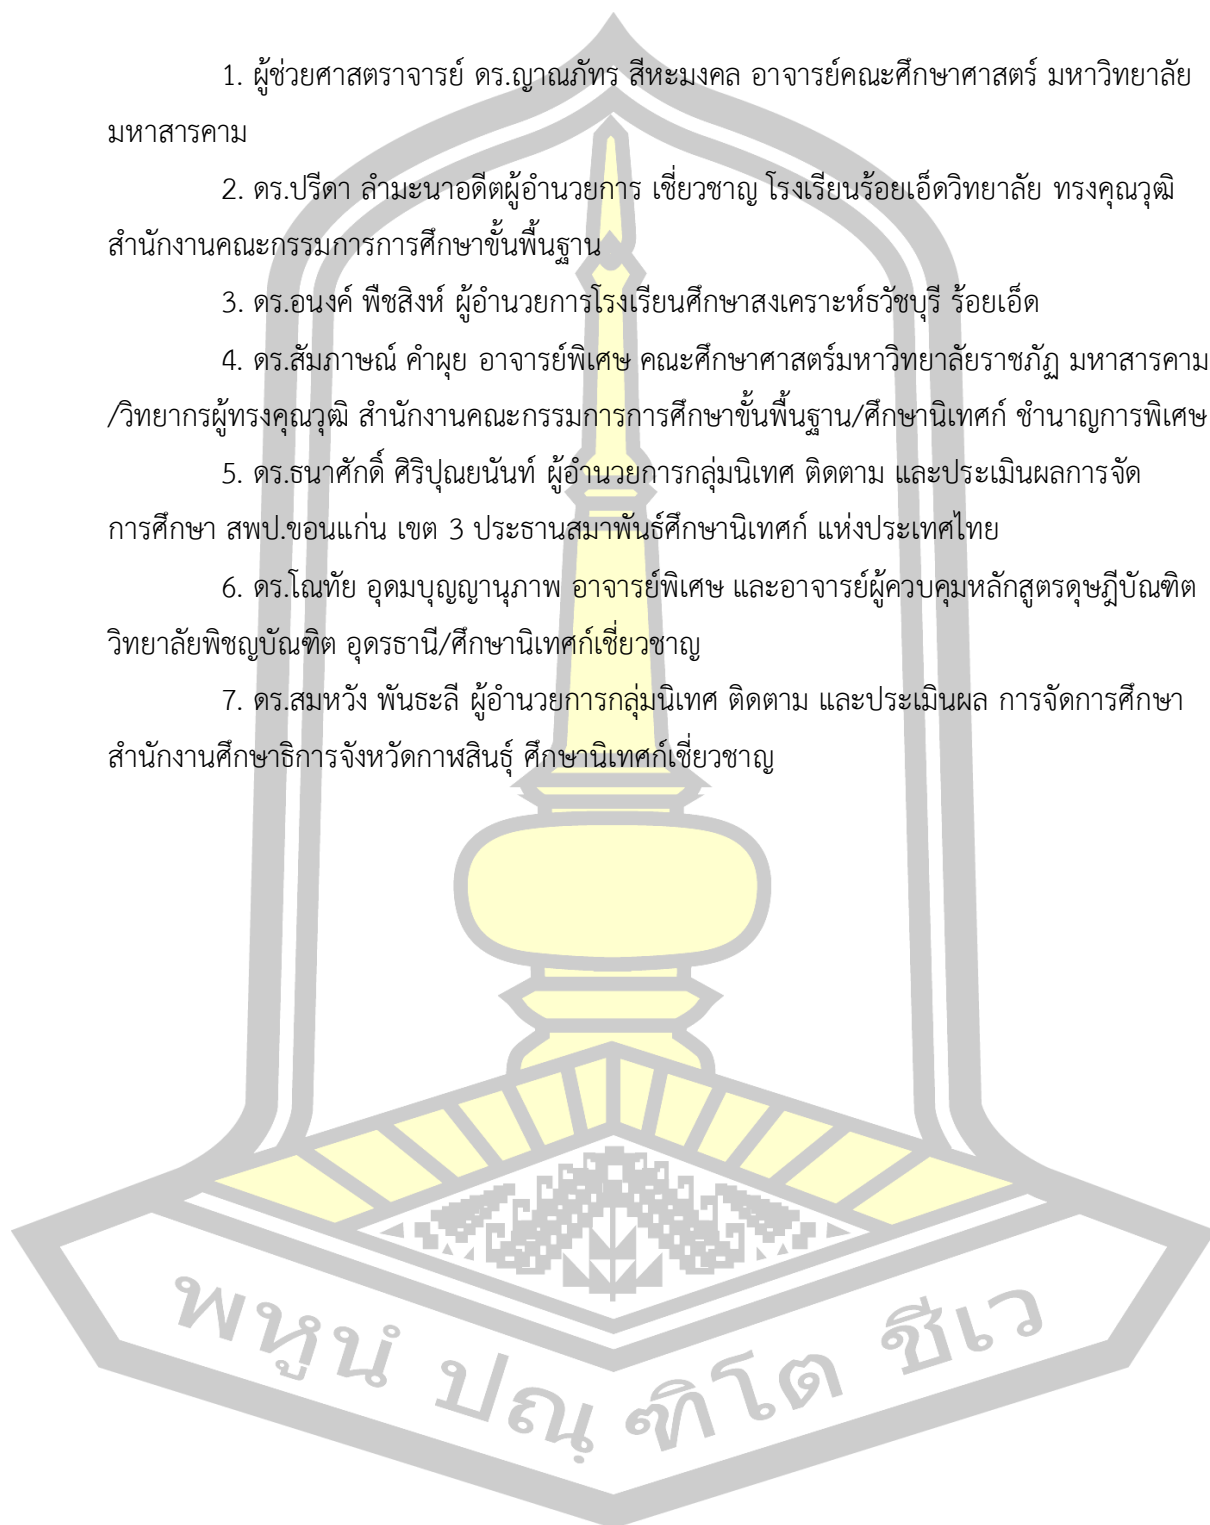 1. ผู้ช่วยศาสตราจารย์ ดร.ญาณภัทร สีหะมงคล อาจารย์คณะศึกษาศาสตร์ มหาวิทยาลัย
มหาสารคาม
2. ดร.ปรีดา ลำมะนาอดีตผู้อำนวยการ เชี่ยวชาญ โรงเรียนร้อยเอ็ดวิทยาลัย ทรงคุณวุฒิ
สำนักงานคณะกรรมการการศึกษาขั้นพื้นฐาน
3. ดร.อนงค์ พืชสิงห์ ผู้อำนวยการโรงเรียนศึกษาสงเคราะห์ธวัชบุรี ร้อยเอ็ด
4. ดร.สัมภาษณ์ คำผุย อาจารย์พิเศษ คณะศึกษาศาสตร์มหาวิทยาลัยราชภัฏ มหาสารคาม
/วิทยากรผู้ทรงคุณวุฒิ สำนักงานคณะกรรมการการศึกษาขั้นพื้นฐาน/ศึกษานิเทศก์ ชำนาญการพิเศษ
5. ดร.ธนาศักดิ์ ศิริปุณยนันท์ ผู้อำนวยการกลุ่มนิเทศ ติดตาม และประเมินผลการจัด
การศึกษา สพป.ขอนแก่น เขต 3 ประธานสมาพันธ์ศึกษานิเทศก์ แห่งประเทศไทย
6. ดร.โณทัย อุดมบุญญานุภาพ อาจารย์พิเศษ และอาจารย์ผู้ควบคุมหลักสูตรดุษฎีบัณฑิต
วิทยาลัยพิชญบัณฑิต อุดรธานี/ศึกษานิเทศก์เชี่ยวชาญ
7. ดร.สมหวัง พันธะลี ผู้อำนวยการกลุ่มนิเทศ ติดตาม และประเมินผล การจัดการศึกษา
สำนักงานศึกษาธิการจังหวัดกาฬสินธุ์ ศึกษานิเทศก์เชี่ยวชาญ
พหูนํ ปณฺฑิโต ชีเว